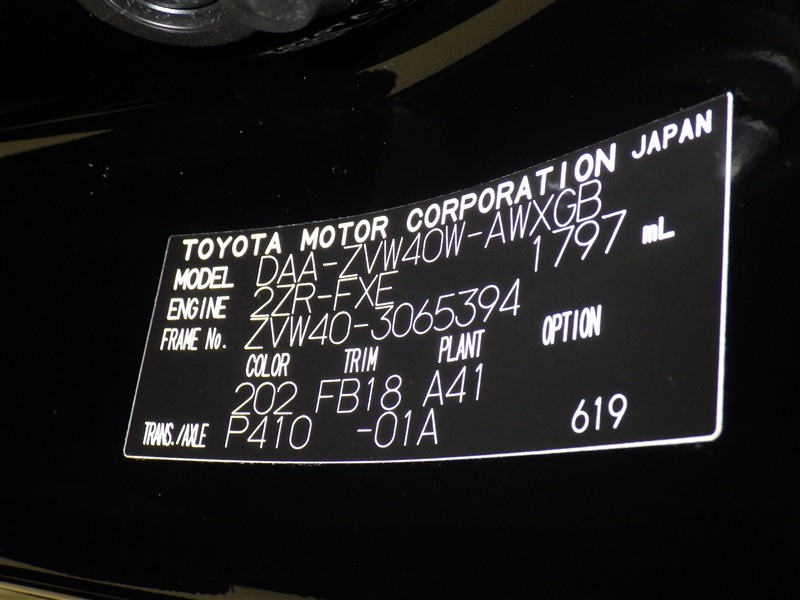 TOYOTA MOTOR CORPORATION JAPAN
MODEL DAA-ZVW40W-AWXGB
ENGINE 2ZR-FXE 1797 mL
FRAME No. ZVW40-3065394
COLOR TRIM PLANT OPTION
202 FB18 A41
TRANS./AXLE P410 -01A 619